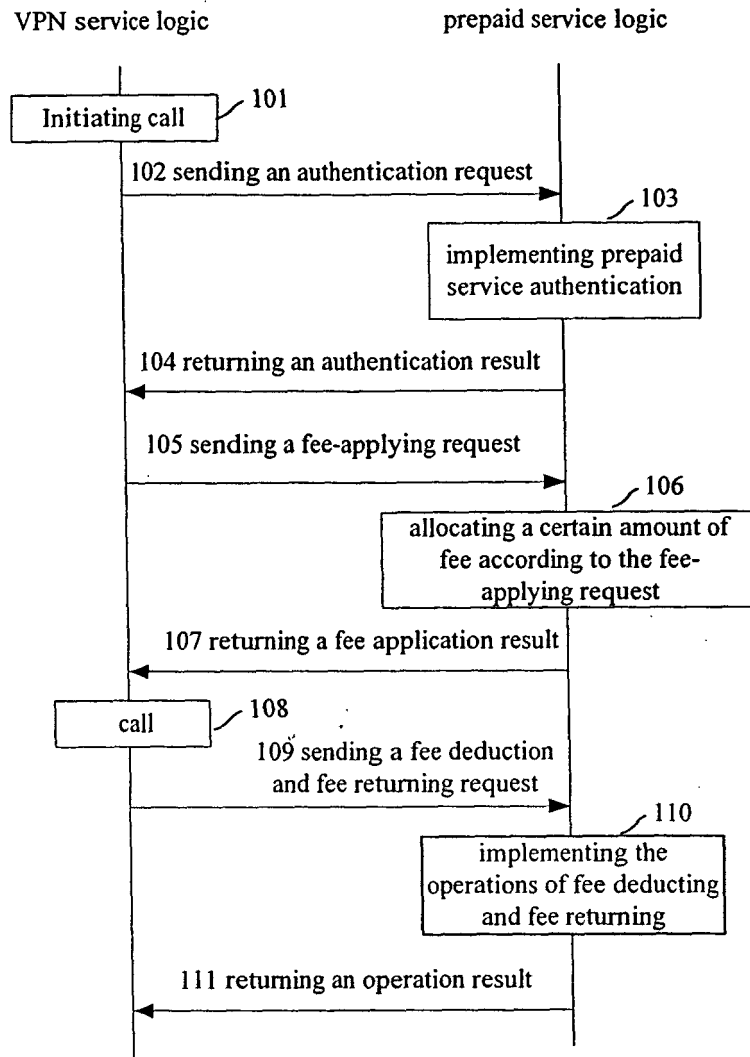 VPN service logic
prepaid service logic
Initiating call
101
102 sending an authentication request
103
implementing prepaid
service authentication
104 returning an authentication result
105 sending a fee-applying request
106
allocating a certain amount of
fee according to the fee-
applying request
107 returning a fee application result
call
108
109 sending a fee deduction
and fee returning request
110
implementing the
operations of fee deducting
and fee returning
111 returning an operation result